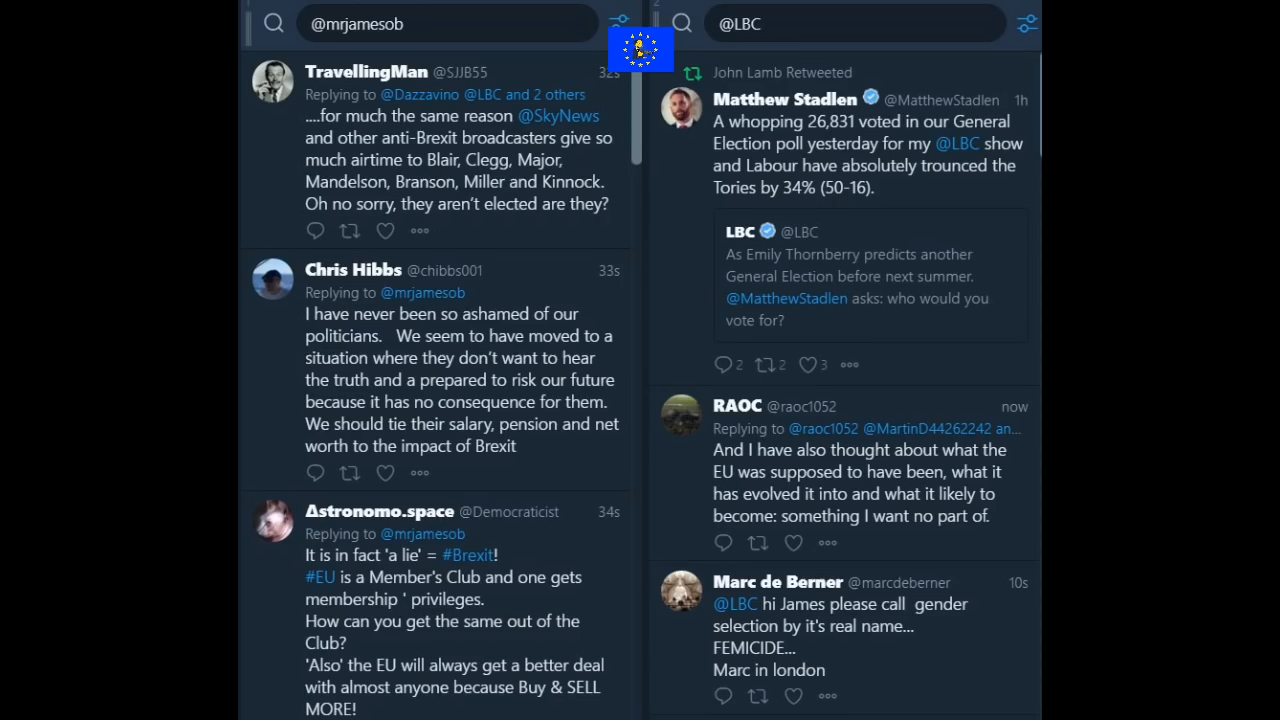 @mrjamesob
TravellingMan @SJJB55 32s
Replying to @Dazzavino @LBC and 2 others
....for much the same reason @SkyNews
and other anti-Brexit broadcasters give so
much airtime to Blair, Clegg, Major,
Mandelson, Branson, Miller and Kinnock.
Oh no sorry, they aren’t elected are they?
Chris Hibbs @chibbs001 33s
Replying to @mrjamesob
I have never been so ashamed of our
politicians. We seem to have moved to a
situation where they don’t want to hear
the truth and a prepared to risk our future
because it has no consequence for them.
We should tie their salary, pension and net
worth to the impact of Brexit
Δstronomo.space @Democraticist 34s
Replying to @mrjamesob
It is in fact 'a lie' = #Brexit!
#EU is a Member's Club and one gets
membership ' privileges.
How can you get the same out of the
Club?
'Also' the EU will always get a better deal
with almost anyone because Buy & SELL
MORE!
2
@LBC
John Lamb Retweeted
Matthew Stadlen @MatthewStadlen 1h
A whopping 26,831 voted in our General
Election poll yesterday for my @LBC show
and Labour have absolutely trounced the
Tories by 34% (50-16).
LBC @LBC
As Emily Thornberry predicts another
General Election before next summer.
@MatthewStadlen asks: who would you
vote for?
2 2 3
RAOC @raoc1052 now
Replying to @raoc1052 @MartinD44262242 an...
And I have also thought about what the
EU was supposed to have been, what it
has evolved it into and what it likely to
become: something I want no part of.
Marc de Berner @marcdeberner 10s
@LBC hi James please call gender
selection by it's real name...
FEMICIDE...
Marc in london